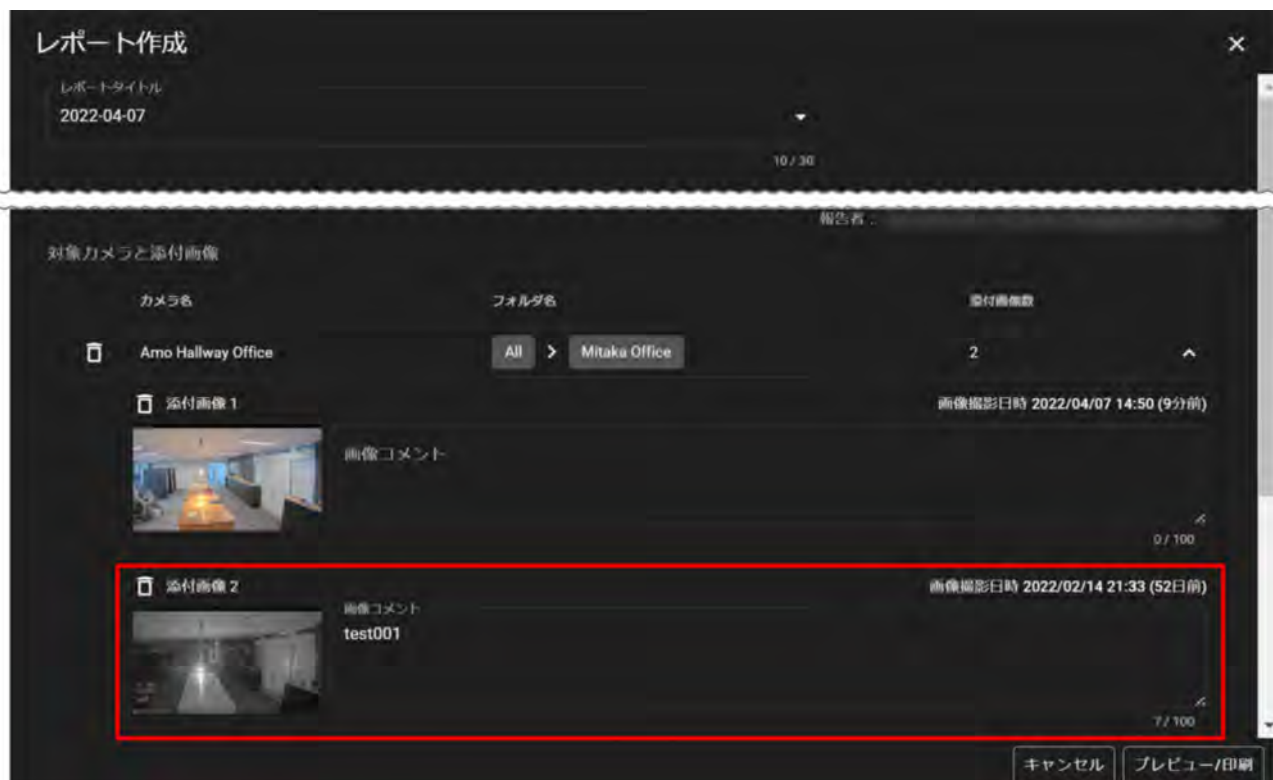 レポート作成
レポートタイトル
2022-04-07
10 / 30
報告者 :
対象カメラと添付画像
カメラ名 フォルダ名 添付画像数
Amo Hallway Office All > Mitaka Office 2
添付画像 1 画像撮影日時 2022/04/07 14:50 (9分前)
画像コメント
0 / 100
添付画像 2 画像撮影日時 2022/02/14 21:33 (52日前)
画像コメント
test001
7 / 100
キャンセル プレビュー/印刷